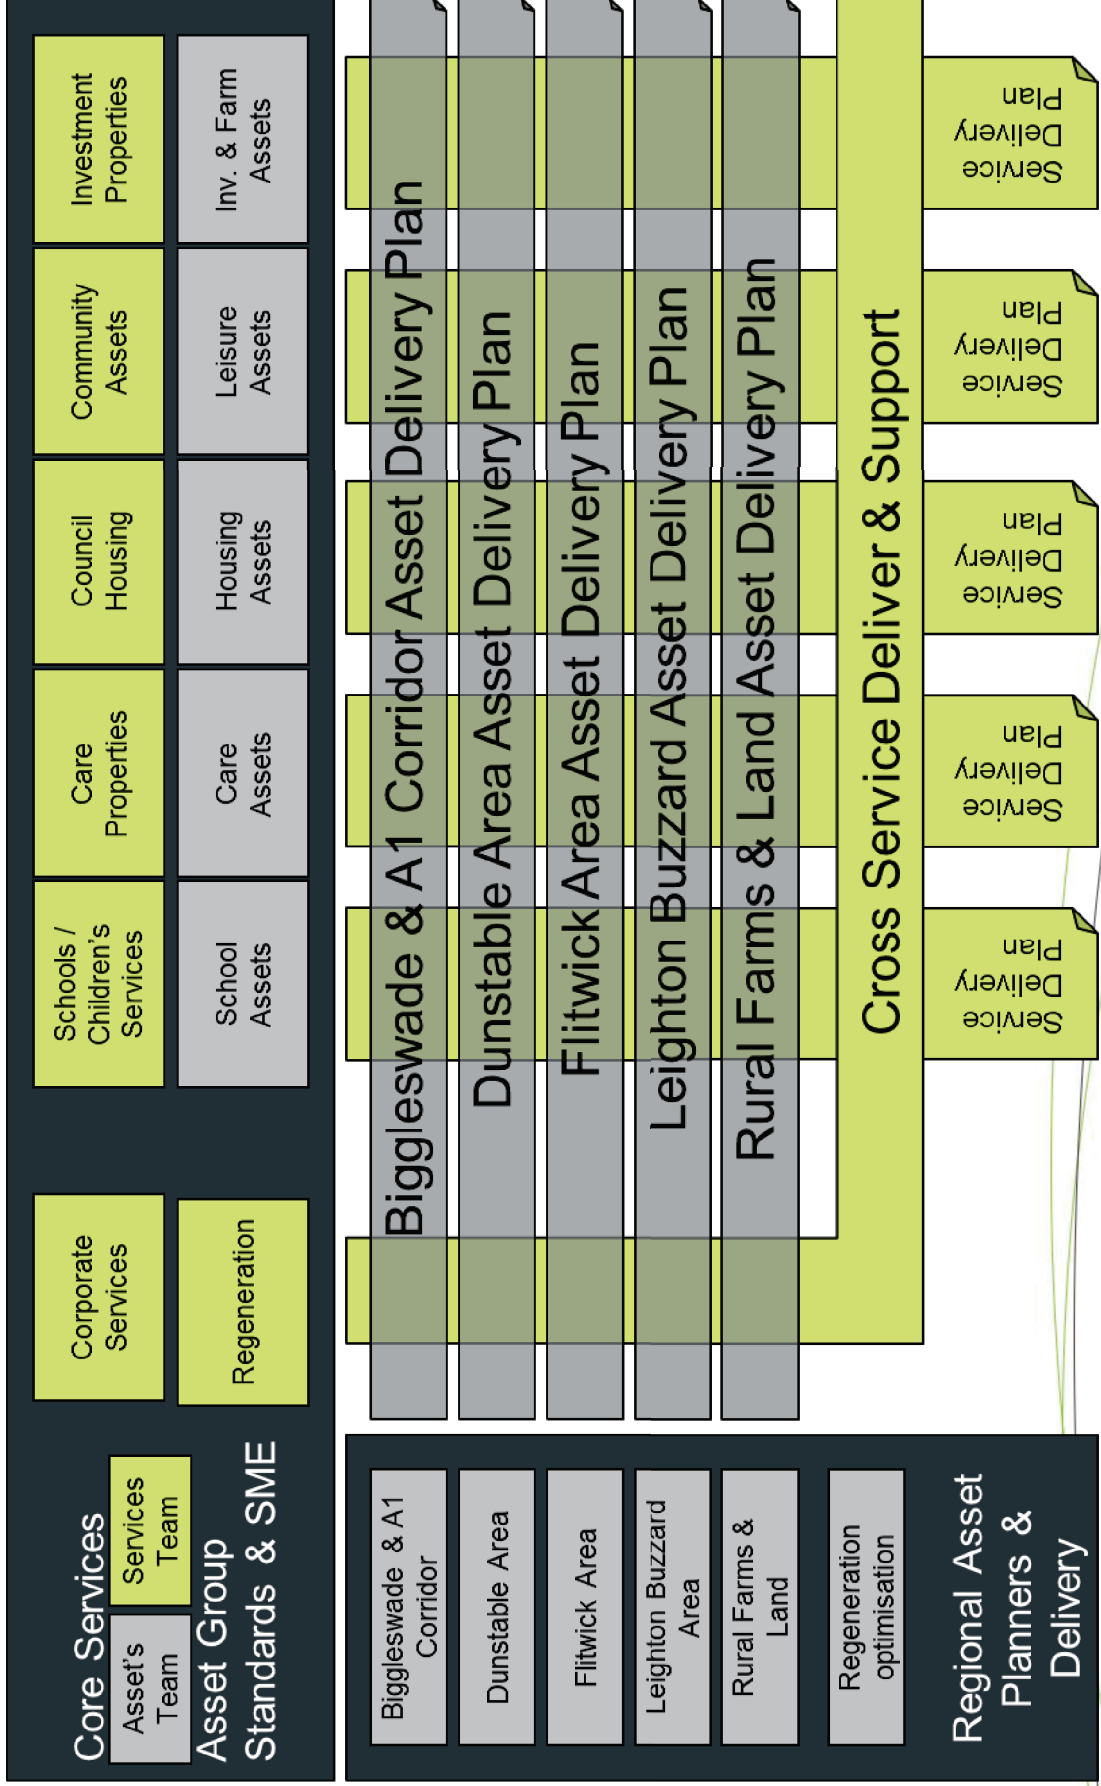 Core Services
Asset's
Team
Services
Team
Asset Group
Standards & SME
Corporate
Services
Regeneration
Schools /
Children's
Services
Care
Properties
Council
Housing
Community
Assets
Investment
Properties
School
Assets
Care
Assets
Housing
Assets
Leisure
Assets
Inv. & Farm
Assets
Biggleswade & A1
Corridor
Biggleswade & A1 Corridor Asset Delivery Plan
Dunstable Area
Dunstable Area Asset Delivery Plan
Flitwick Area
Flitwick Area Asset Delivery Plan
Leighton Buzzard
Area
Leighton Buzzard Asset Delivery Plan
Rural Farms &
Land
Rural Farms & Land Asset Delivery Plan
Regeneration
optimisation
Cross Service Deliver & Support
Regional Asset
Planners &
Delivery
Service
Delivery
Plan
Service
Delivery
Plan
Service
Delivery
Plan
Service
Delivery
Plan
Service
Delivery
Plan